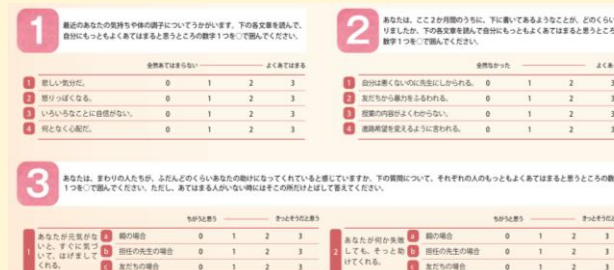 1
最近のあなたの気持ちや体の調子についてうかがいます。下の各文章を読んで、
自分にもっともよくあてはまると思うところの数字1つを○で囲んでください。
全然あてはまらない よくあてはまる
1 悲しい気分だ。 0 1 2 3
2 怒りっぽくなる。 0 1 2 3
3 いろいろなことに自信がない。 0 1 2 3
4 何となく心配だ。 0 1 2 3
2
あなたは、ここ2か月間のうちに、下に書いてあるようなことが、どのくらい
りましたか、下の各文章を読んで自分にもっともよくあてはまると思うところ
数字1つを○で囲んでください。
全然なかった よくあ
1 自分は悪くないのに先生にしかられる。 0 1 2 3
2 友だちから暴力をふるわれる。 0 1 2 3
3 授業の内容がよくわからない。 0 1 2 3
4 進路希望を変えるように言われる。 0 1 2 3
3
あなたは、まわりの人たちが、ふだんどのくらいあなたの助けになってくれていると感じていますか、下の質問について、それぞれの人のもっともよくあてはまると思うところの数
1つを○で囲んでください。ただし、あてはまる人がいない時にはその所だけとばして答えてください。
ちがうと思う きっとそうだと思う
1 あなたが元気がないと、すぐに気づいて、はげましてくれる。
a 親の場合 0 1 2 3
b 担任の先生の場合 0 1 2 3
c 友だちの場合 0 1 2 3
ちがうと思う きっとそうだ
2 あなたが何か失敗しても、そっと助けてくれる。
a 親の場合 0 1 2 3
b 担任の先生の場合 0 1 2 3
c 友だちの場合 0 1 2 3